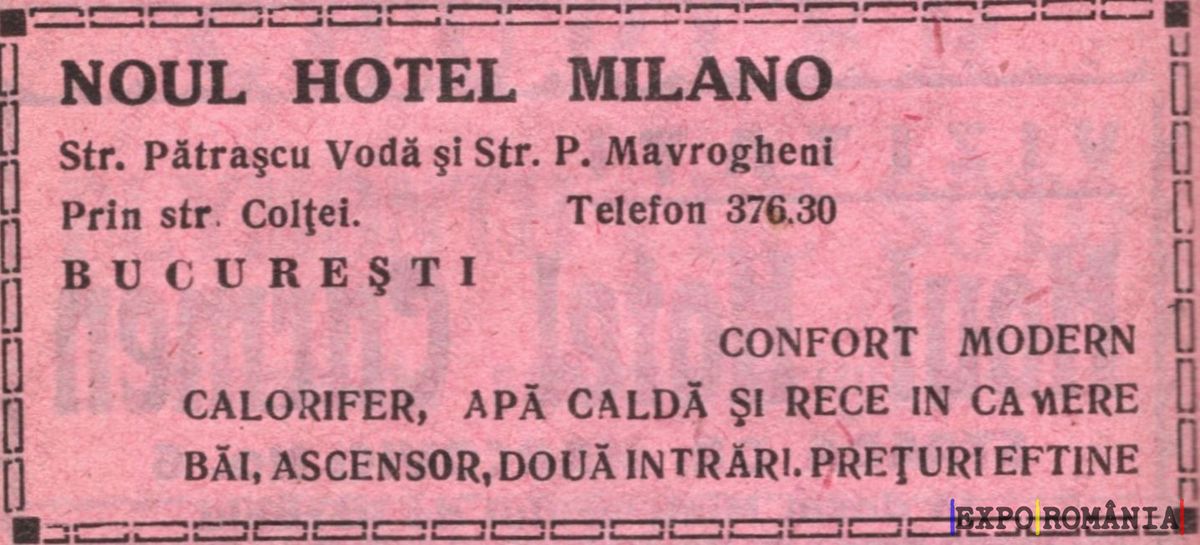 NOUL HOTEL MILANO
Str. Pătraşcu Vodă şi Str. P. Mavrogheni
Prin str. Colţei. Telefon 376.30
BUCUREŞTI
CONFORT MODERN
CALORIFER, APĂ CALDĂ ŞI RECE IN CAMERE
BĂI, ASCENSOR, DOUĂ INTRĂRI. PREŢURI EFTINE
EXPO ROMÂNIA